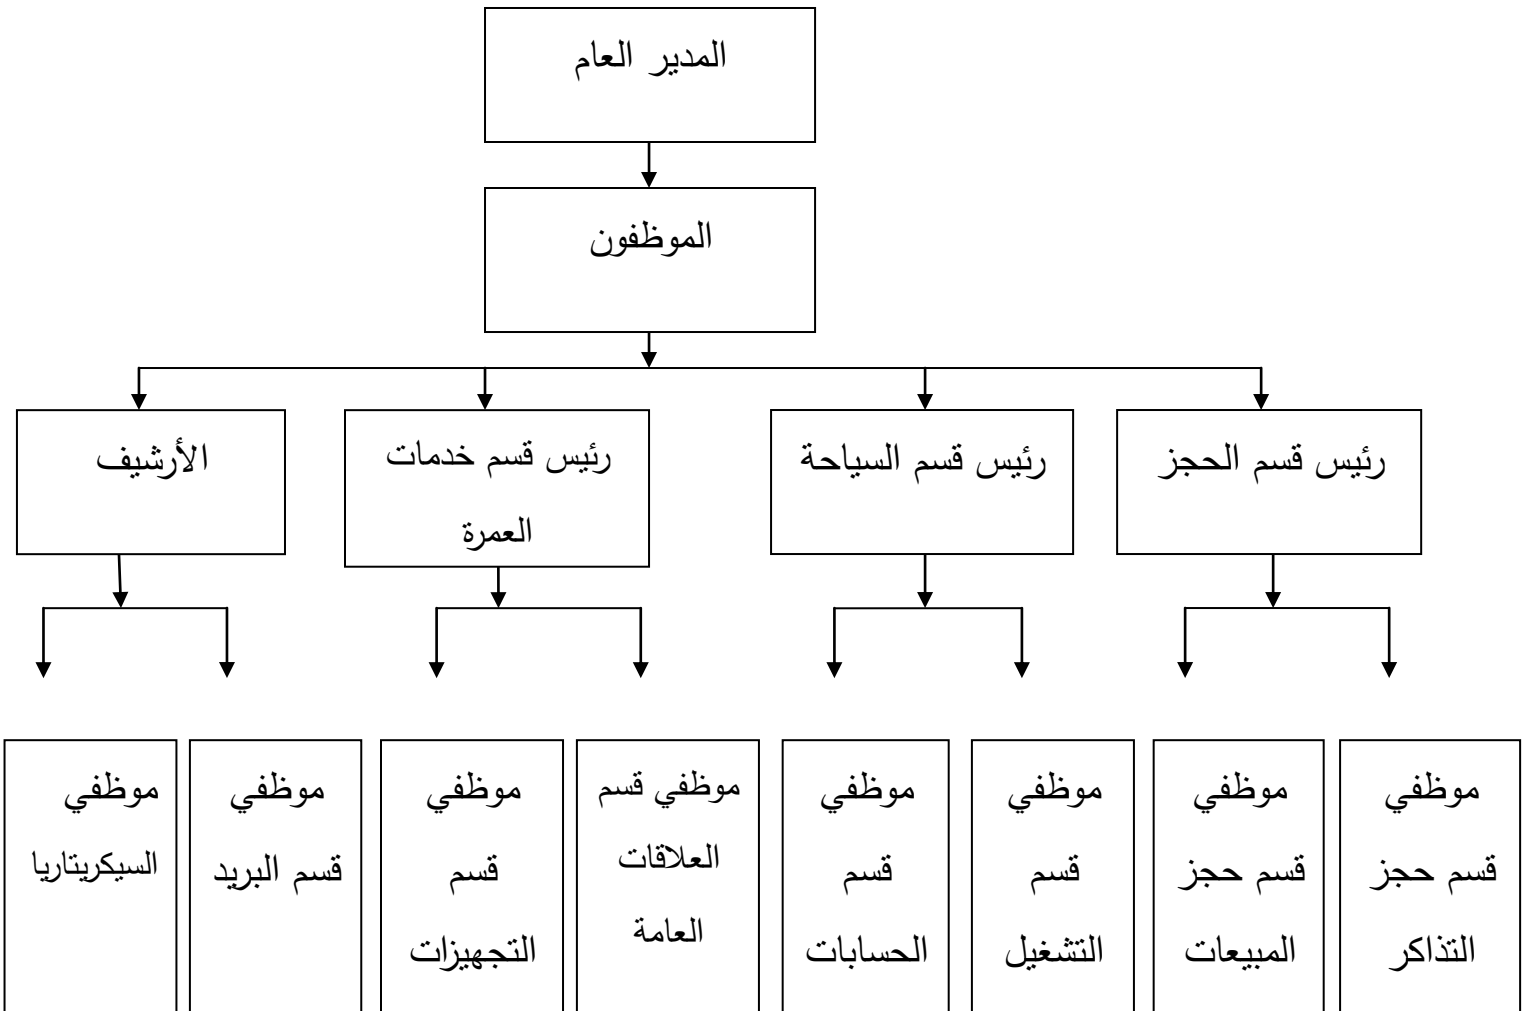 المدير العام
الموظفون
رئيس قسم الحجز
رئيس قسم السياحة
رئيس قسم خدمات
العمرة
الأرشيف
موظفي
قسم حجز
التذاكر
موظفي
قسم حجز
المبيعات
موظفي
قسم
التشغيل
موظفي
قسم
الحسابات
موظفي قسم
العلاقات
العامة
موظفي
قسم
التجهيزات
موظفي
قسم البريد
موظفي
السيكريتاريا